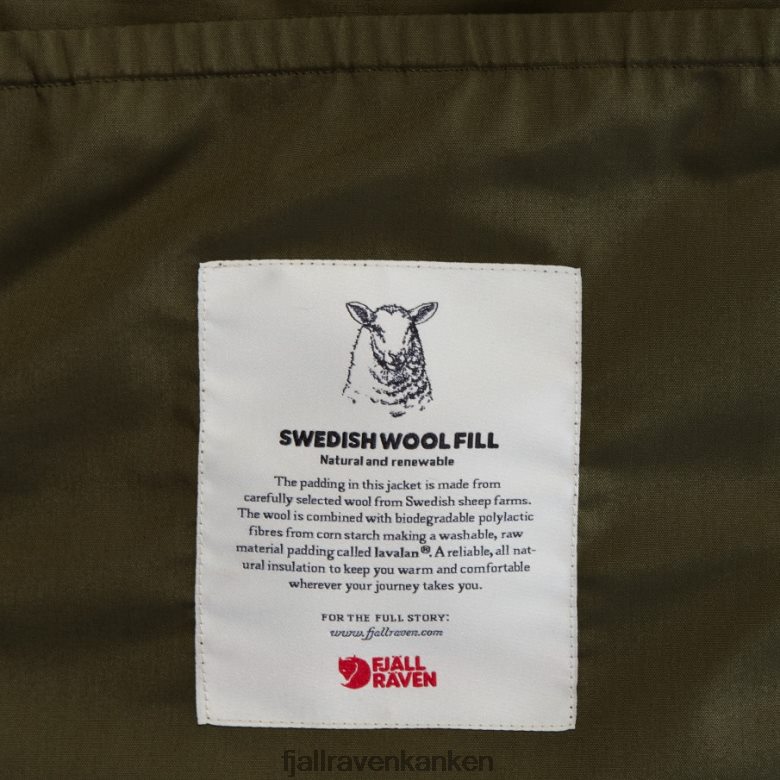 SWEDISH WOOL FILL
Natural and renewable
The padding in this jacket is made from
carefully selected wool from Swedish sheep farms.
The wool is combined with biodegradable polylactic
fibres from corn starch making a washable, raw
material padding called lavalan®. A reliable, all nat-
ural insulation to keep you warm and comfortable
wherever your journey takes you.
FOR THE FULL STORY:
www.fjallraven.com
FJÄLL
RÄVEN
fjallravenkanken